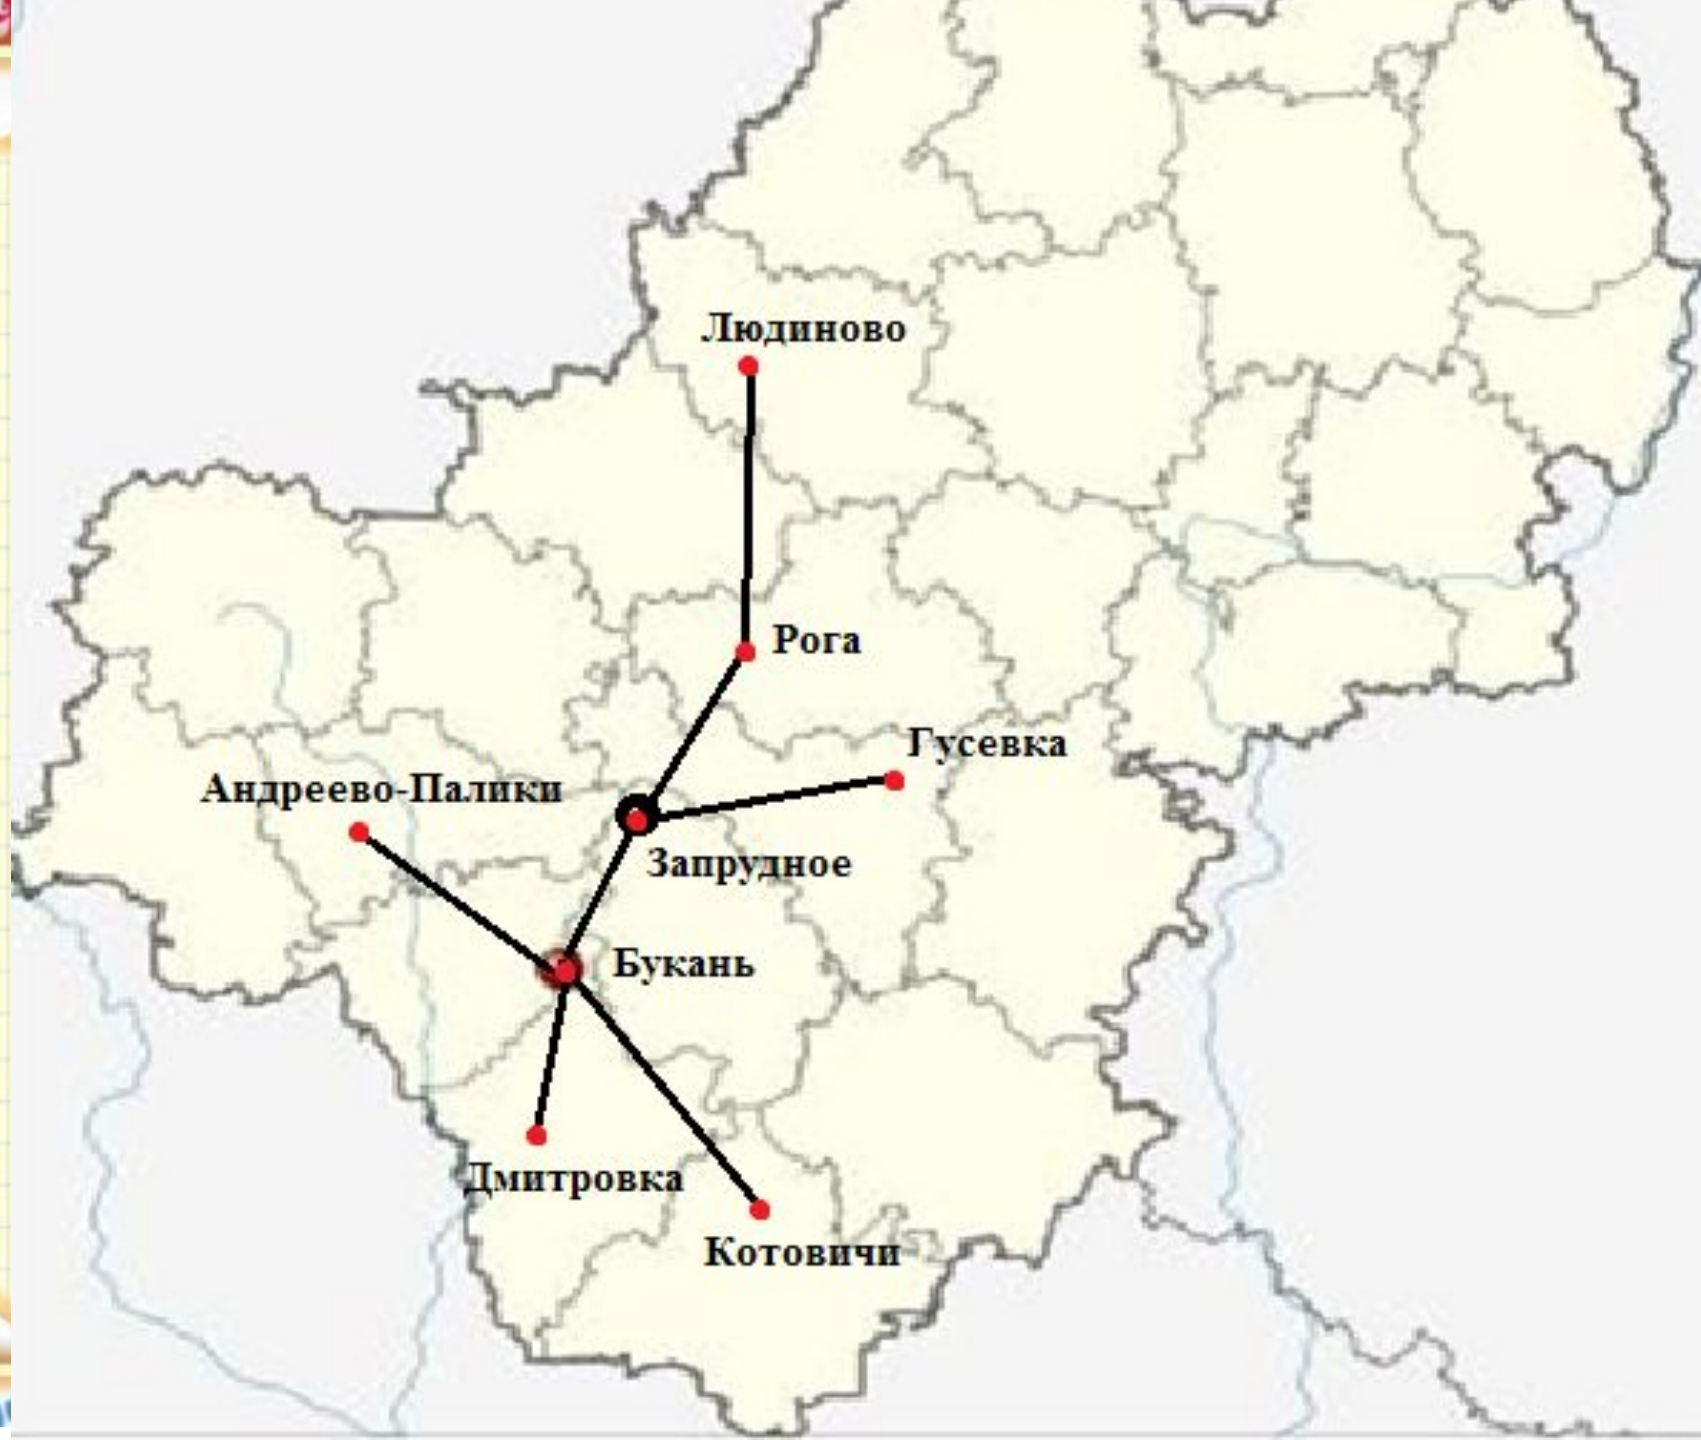 Людиново
Рога
Гусевка
Андреево-Палики
Запрудное
Букань
Дмитровка
Котовичи